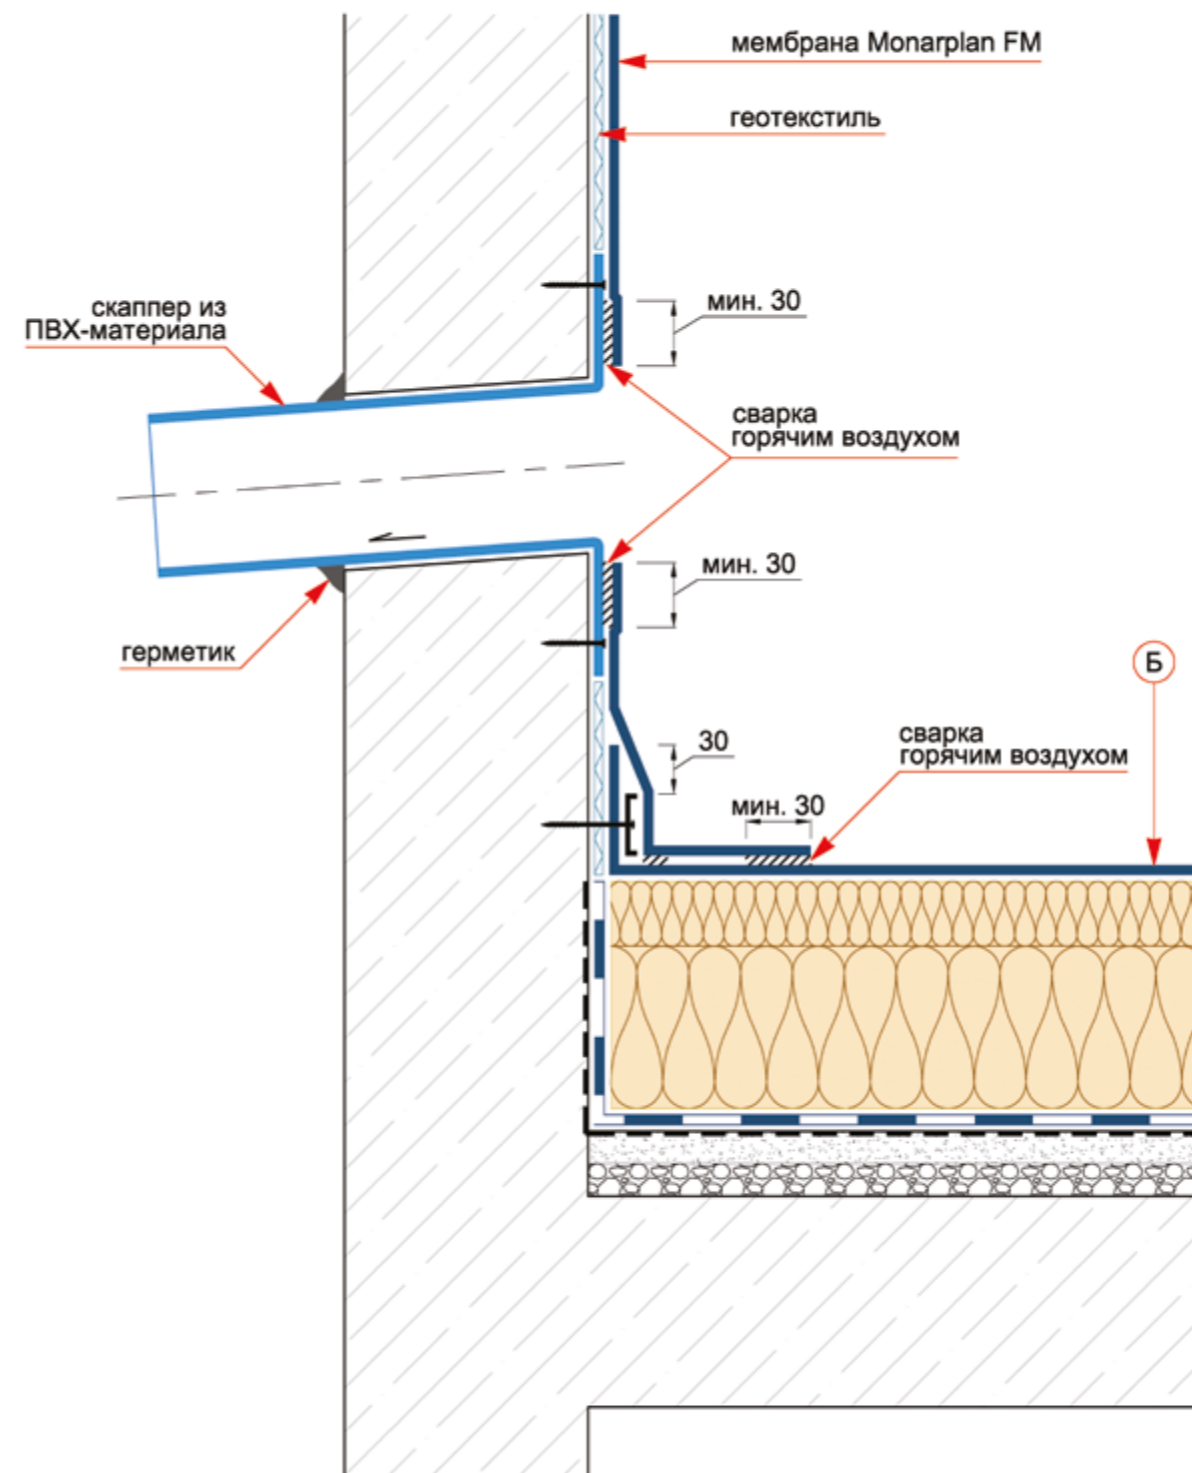 мембрана Monarplan FM
геотекстиль
скаппер из
ПВХ-материала
мин. 30
сварка
горячим воздухом
мин. 30
герметик
Б
30
сварка
горячим воздухом
мин. 30